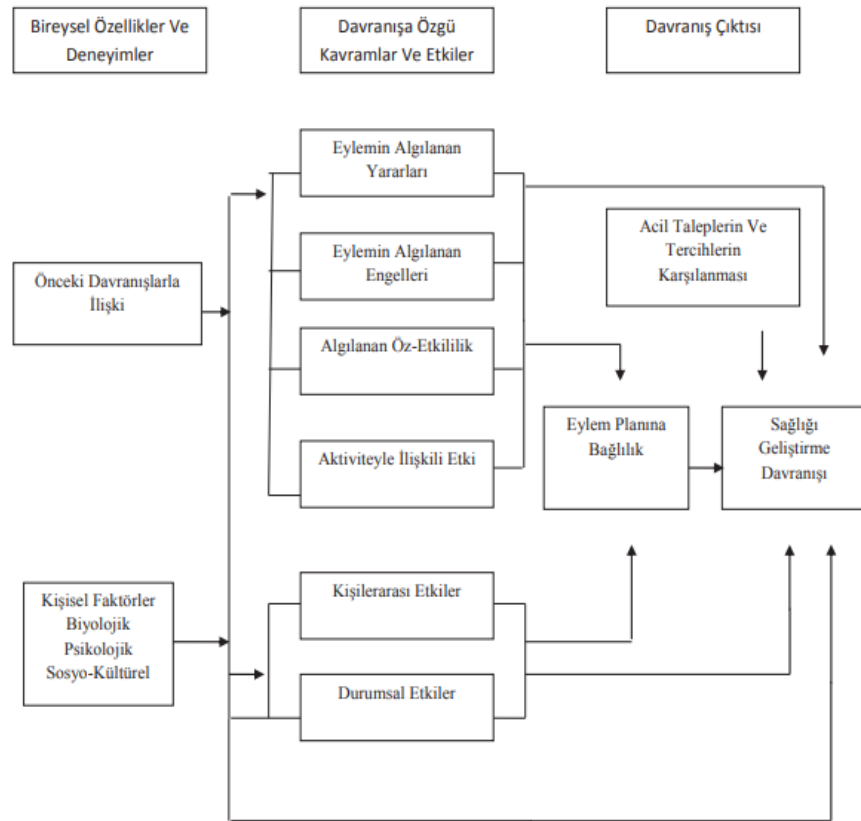 Bireysel Özellikler Ve
Deneyimler
Davranışa Özgü
Kavramlar Ve Etkiler
Davranış Çıktısı
Eylemin Algılanan
Yararları
Acil Taleplerin Ve
Tercihlerin
Karşılanması
Eylemin Algılanan
Engelleri
Önceki Davranışlarla
İlişki
Algılanan Öz-Etkililik
Eylem Planına
Bağlılık
Sağlığı
Geliştirme
Davranışı
Aktiviteyle İlişkili Etki
Kişisel Faktörler
Biyolojik
Psikolojik
Sosyo-Kültürel
Kişilerarası Etkiler
Durumsal Etkiler